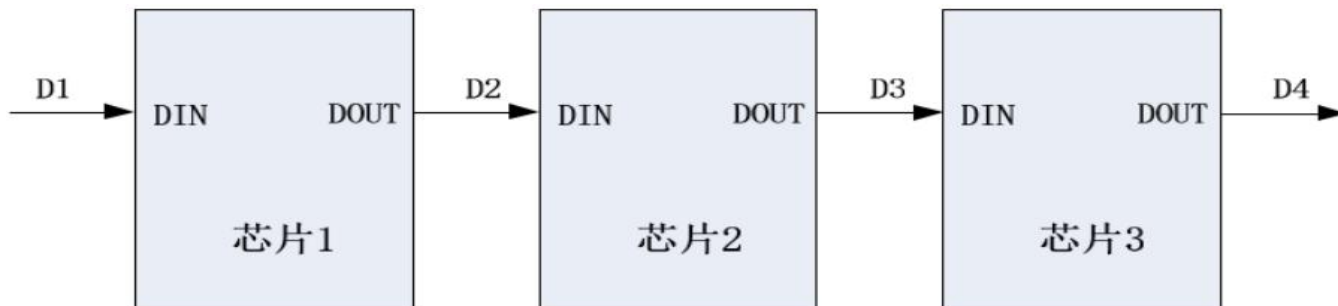 D1 D2 D3 D4
DIN DOUT DIN DOUT DIN DOUT
芯片1 芯片2 芯片3